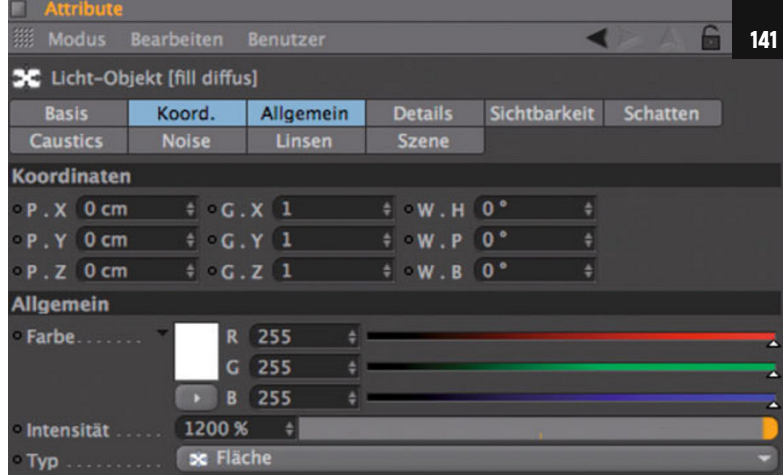 Attribute
141
Modus Bearbeiten Benutzer
Licht-Objekt [fill diffus]
Basis Koord. Allgemein Details Sichtbarkeit Schatten
Caustics Noise Linsen Szene
Koordinaten
P . X 0 cm G . X 1 W . H 0 °
P . Y 0 cm G . Y 1 W . P 0 °
P . Z 0 cm G . Z 1 W . B 0 °
Allgemein
Farbe. . . . . . . R 255
G 255
B 255
Intensität . . . . . 1200 %
Typ . . . . . . . . . . Fläche